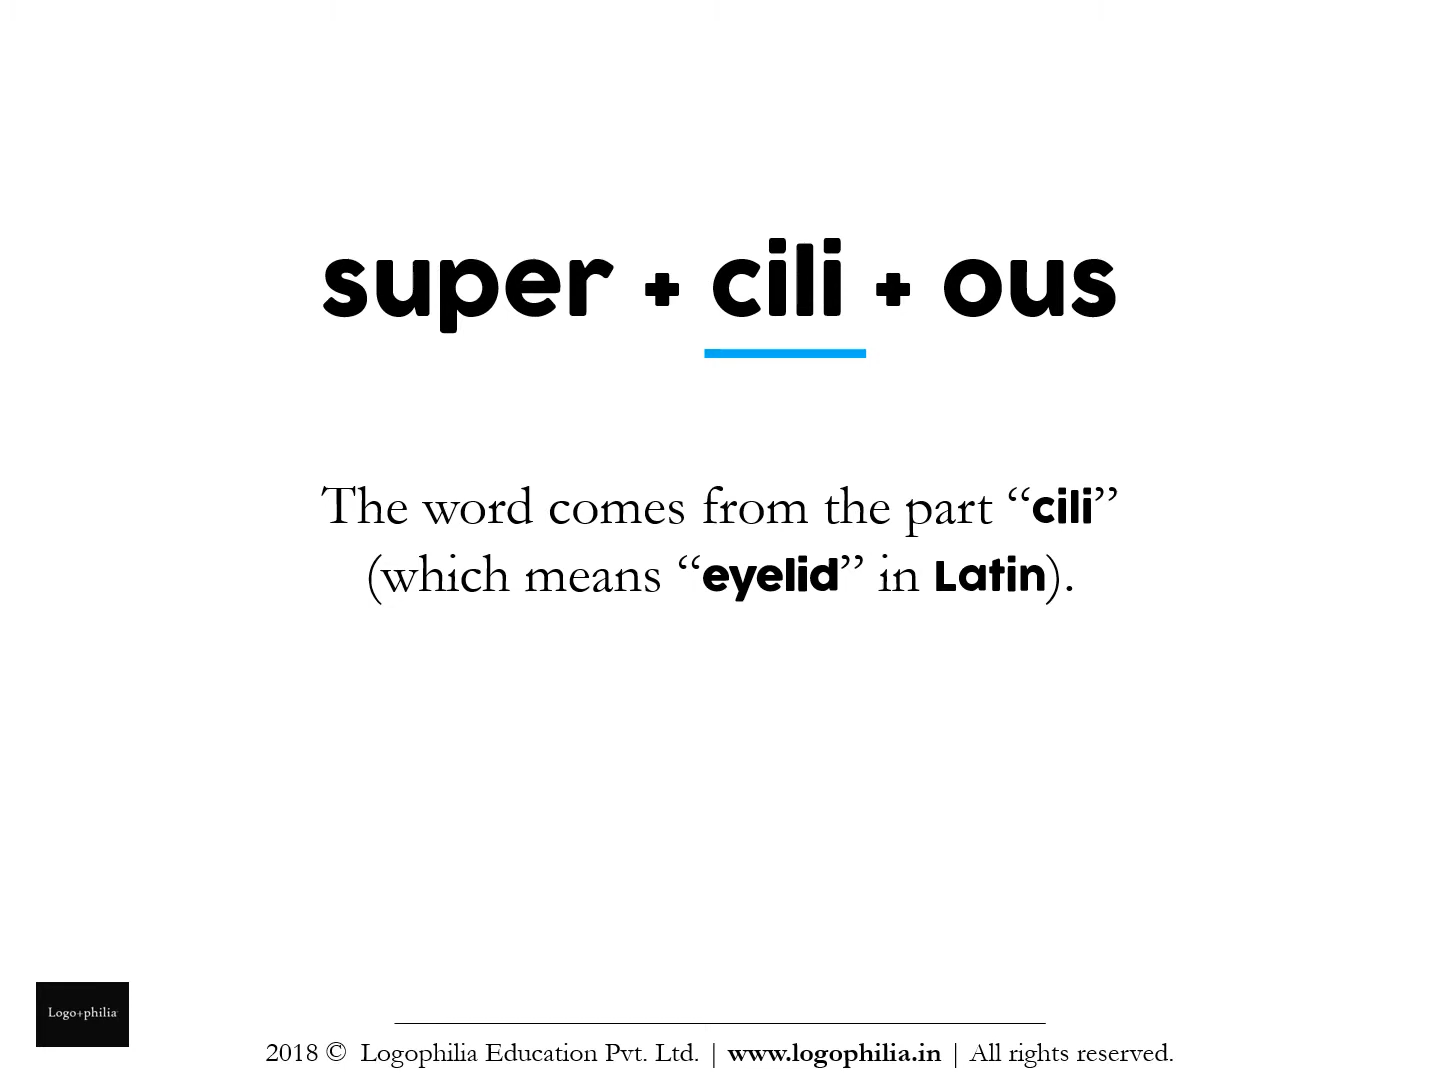 super + cili + ous
The word comes from the part “cili”
(which means “eyelid” in Latin).
Logo+philia
2018 © Logophilia Education Pvt. Ltd. | www.logophilia.in | All rights reserved.